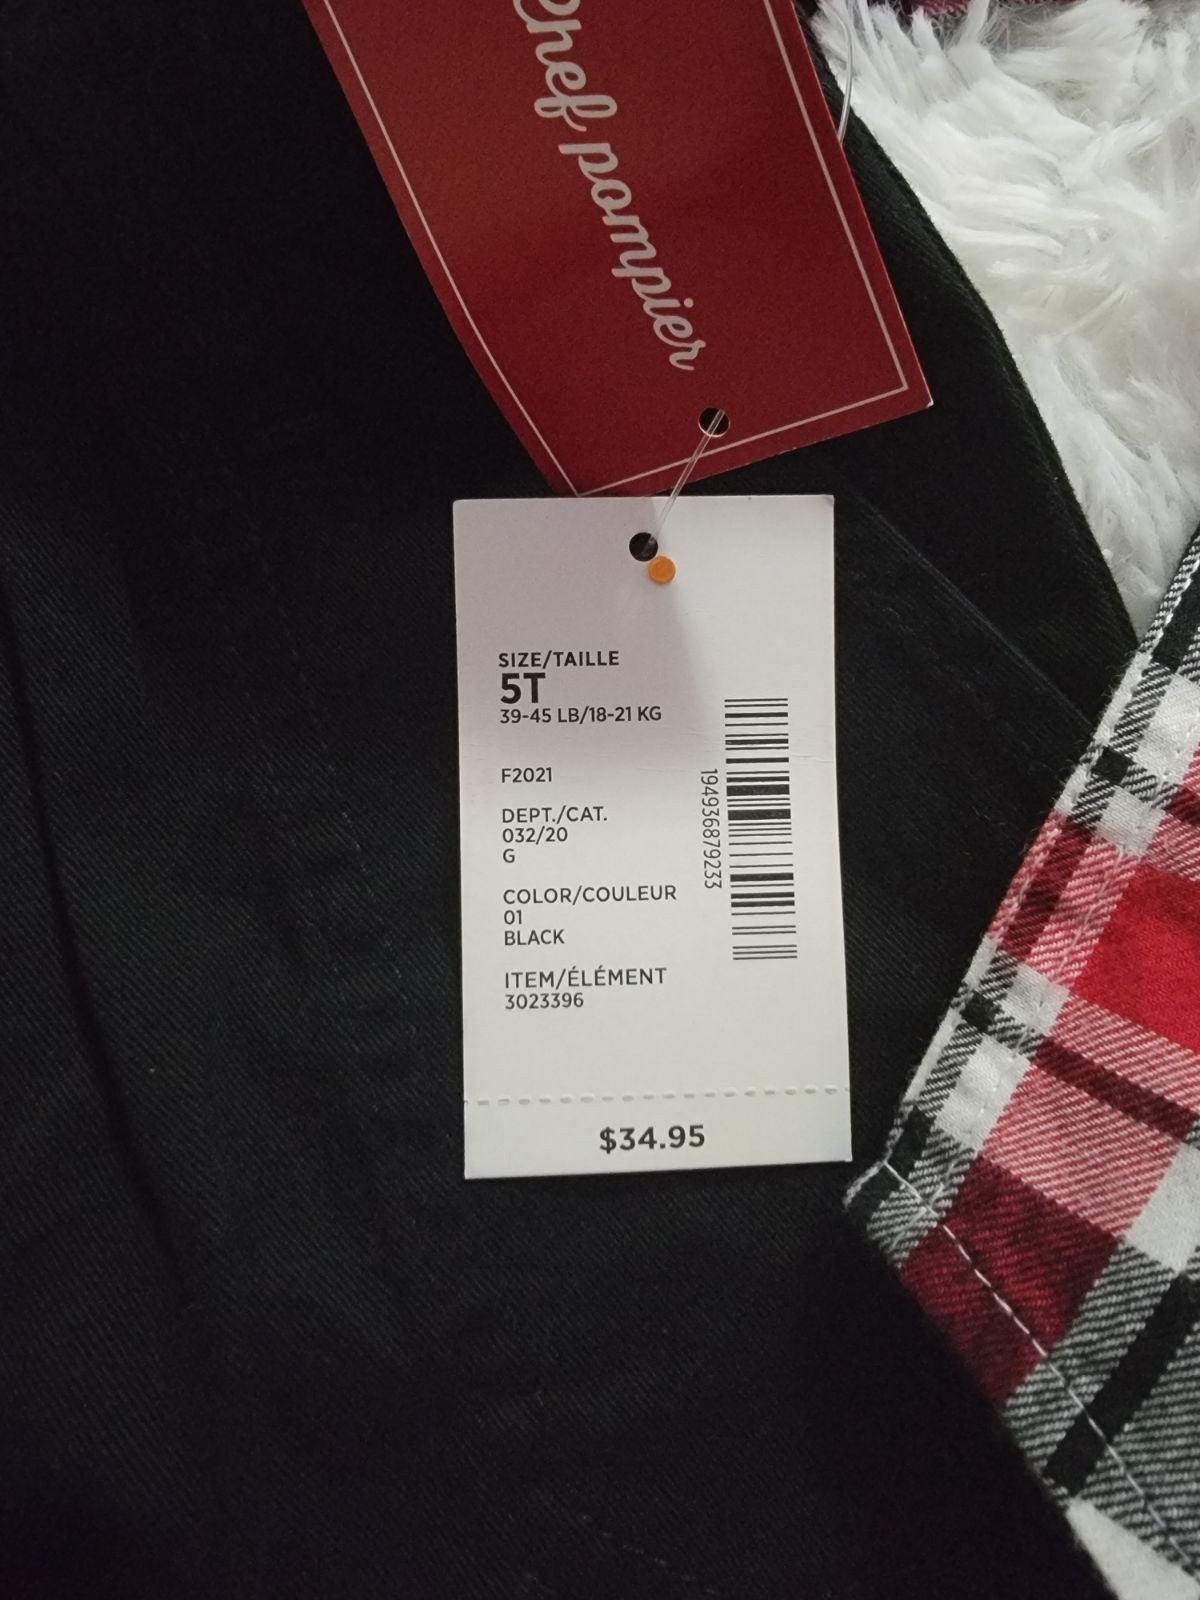 Chef pompier
SIZE/TAILLE
5T
39-45 LB/18-21 KG
F2021
DEPT./CAT.
032/20
G
COLOR/COULEUR
01
BLACK
ITEM/ÉLÉMENT
3023396
194936879233
$34.95